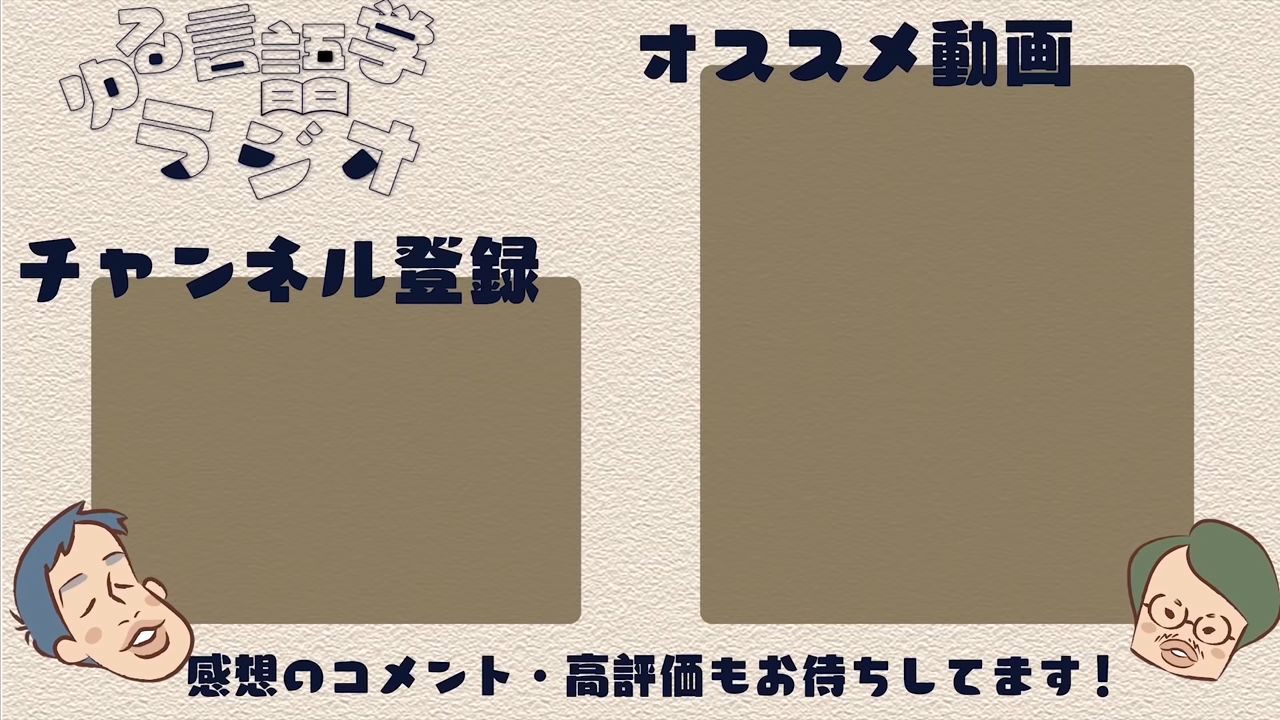 ゆる言語学
ラジオ
オススメ動画
チャンネル登録
感想のコメント・高評価もお待ちしてます!